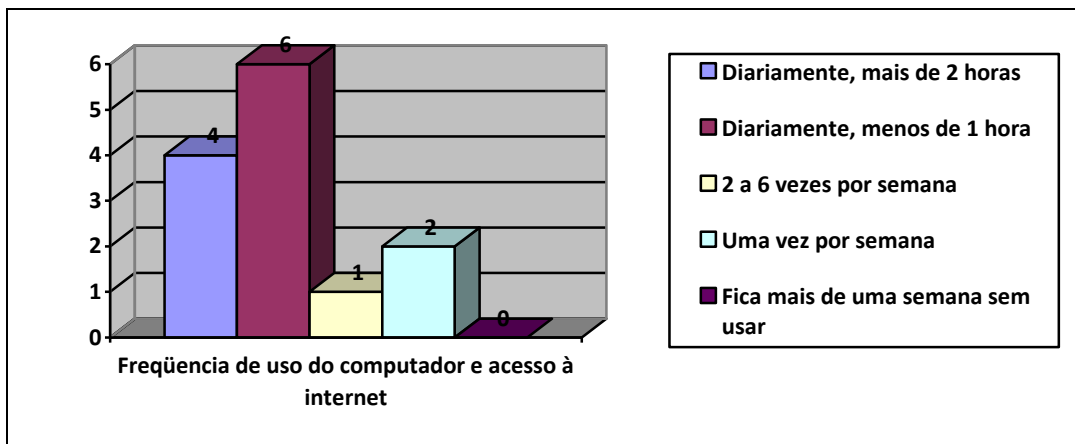 6
5
4
3
2
1
0
4
6
1
2
0
Freqüencia de uso do computador e acesso à
internet
Diariamente, mais de 2 horas
Diariamente, menos de 1 hora
2 a 6 vezes por semana
Uma vez por semana
Fica mais de uma semana sem
usar